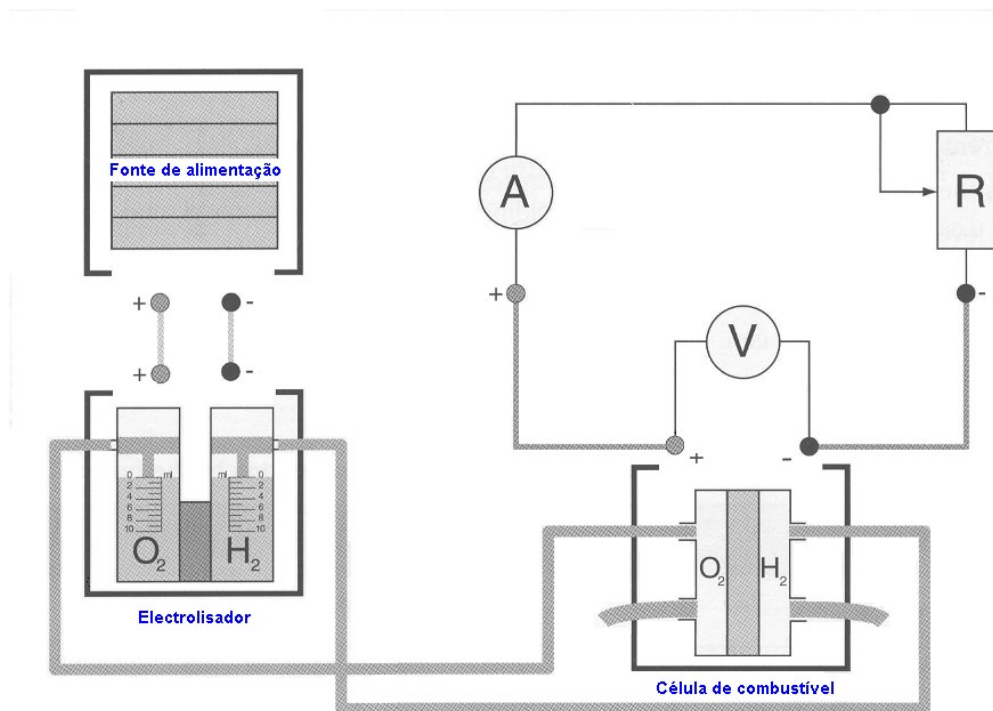 Fonte de alimentação
+ -
+ -
0 ml ml 0
2 2
4 4
6 6
8 8
10 10
O2 H2
Electrolisador
A
R
+ -
V
+ -
O2 H2
Célula de combustível